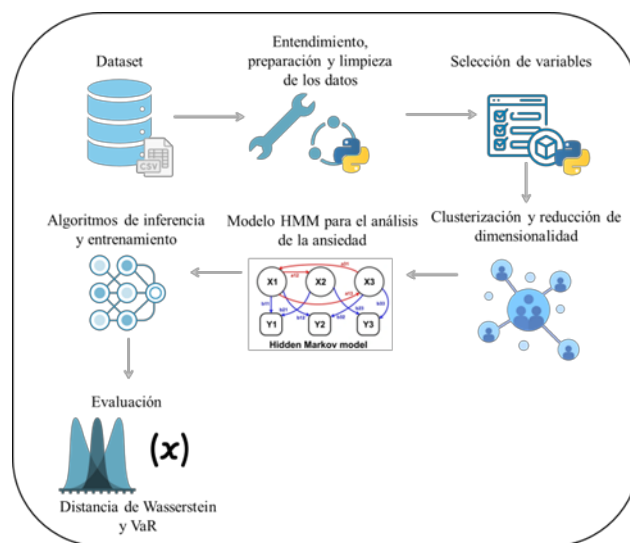 Dataset
CSV
Entendimiento,
preparación y limpieza
de los datos
Selección de variables
Algoritmos de inferencia
y entrenamiento
Modelo HMM para el análisis
de la ansiedad
Clusterización y reducción de
dimensionalidad
X1
X2
X3
Y1
Y2
Y3
Hidden Markov model
Evaluación
(x)
Distancia de Wasserstein
y VaR